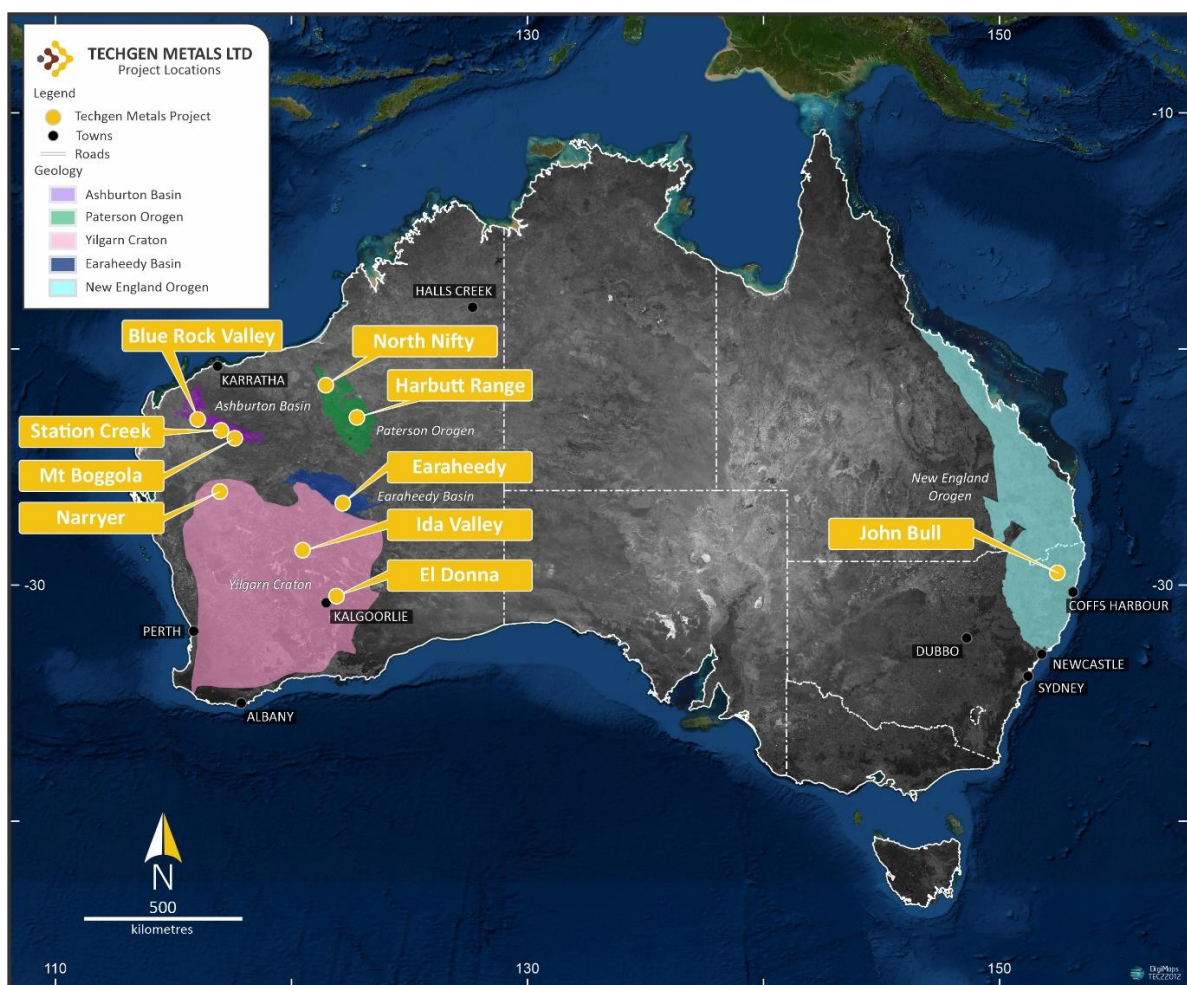 130
150
TECHGEN METALS LTD
Project Locations
Legend
Techgen Metals Project
Towns
Roads
Geology
Ashburton Basin
Paterson Orogen
Yilgarn Craton
Earaheedy Basin
New England Orogen
-10
HALLS CREEK
Blue Rock Valley
North Nifty
KARRATHA
Harbutt Range
Ashburton Basin
Station Creek
Paterson Orogen
Mt Boggola
Earaheedy
New England
Orogen
Earaheedy Basin
Narryer
Ida Valley
John Bull
El Donna
Yilgarn Craton
-30
-30
KALGOORLIE
COFFS HARBOUR
PERTH
DUBBO
NEWCASTLE
SYDNEY
ALBANY
N
500
kilometres
110
130
150
DigiMaps
TEC22012